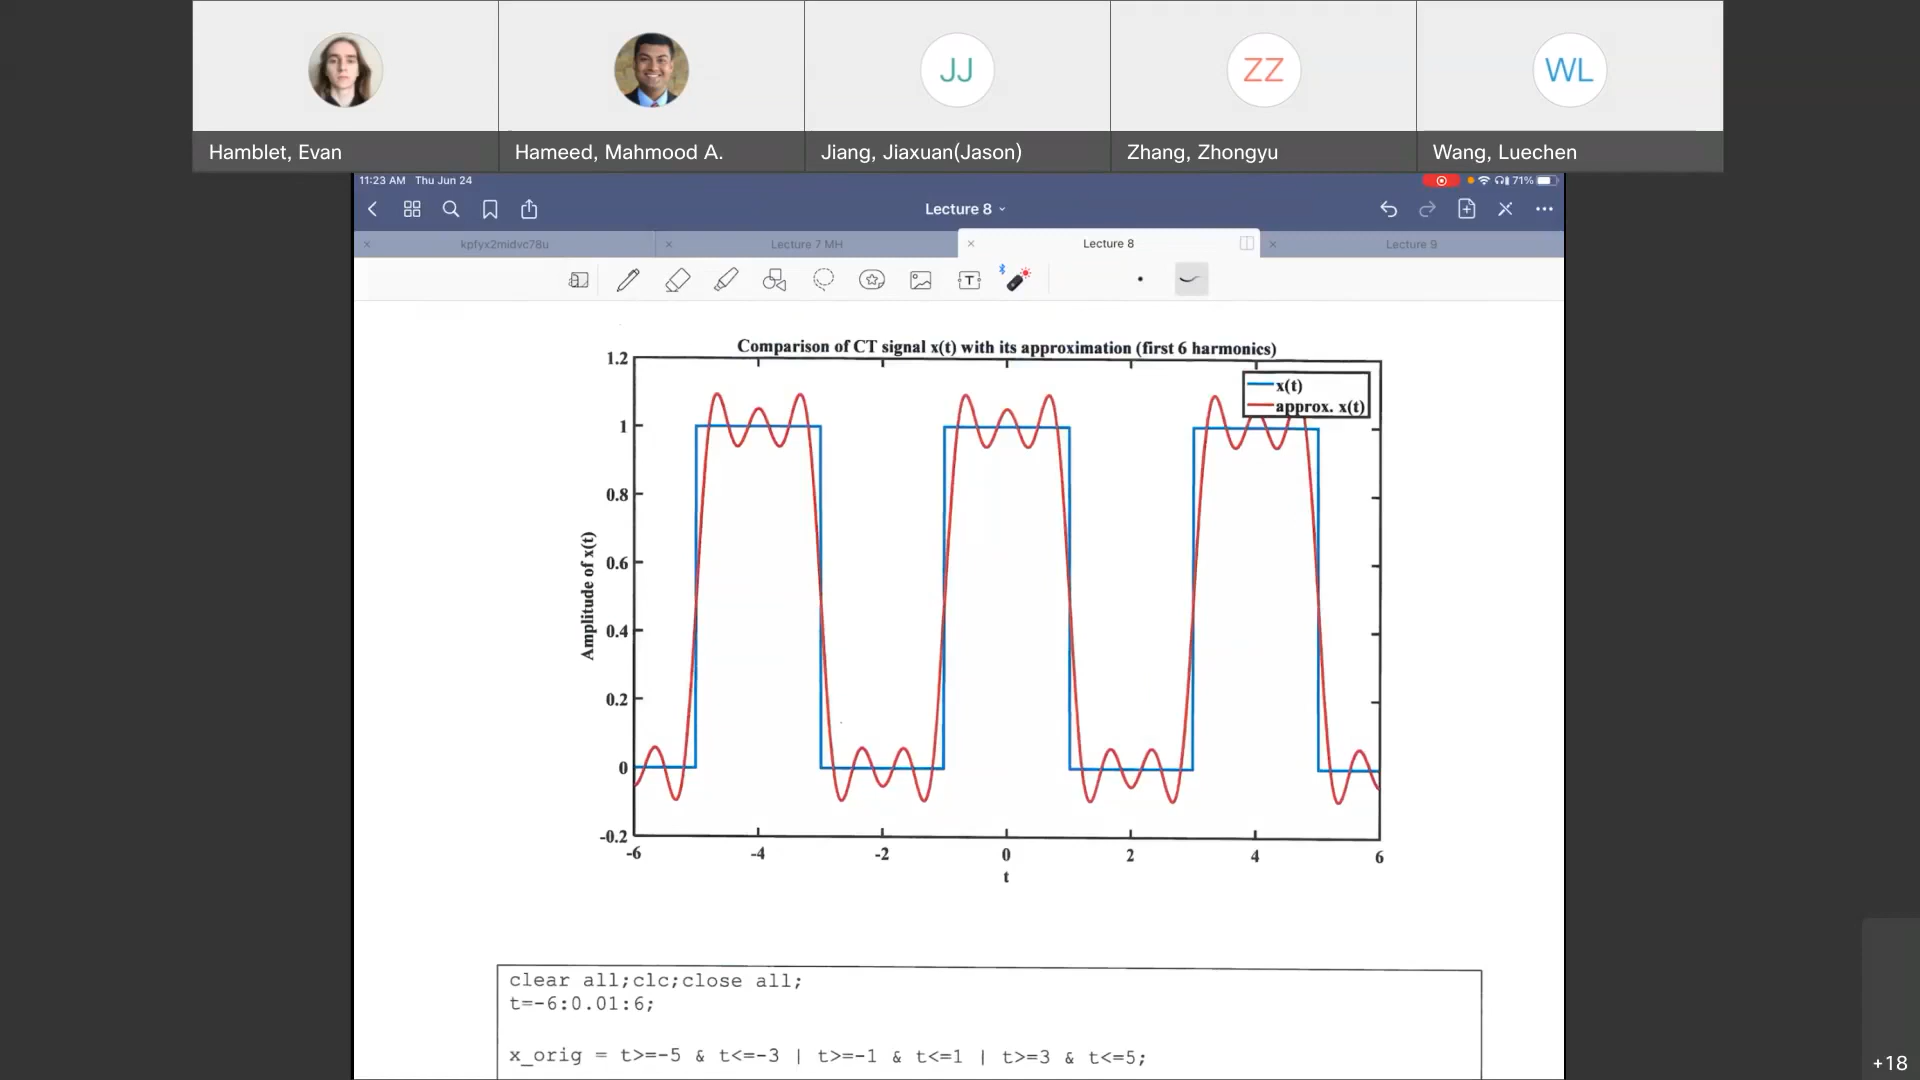 JJ
ZZ
WL
Hamblet, Evan
Hameed, Mahmood A.
Jiang, Jiaxuan(Jason)
Zhang, Zhongyu
Wang, Luechen
11:23 AM Thu Jun 24
71%
Lecture 8
kpfyx2midvc78u
Lecture 7 MH
Lecture 8
Lecture 9
T
Comparison of CT signal x(t) with its approximation (first 6 harmonics)
x(t)
approx. x(t)
Amplitude of x(t)
1.2
1
0.8
0.6
0.4
0.2
0
-0.2
-6 -4 -2 0 2 4 6
t
clear all;clc;close all;
t=-6:0.01:6;
x_orig = t>=-5 & t<=-3 | t>=-1 & t<=1 | t>=3 & t<=5;
+18